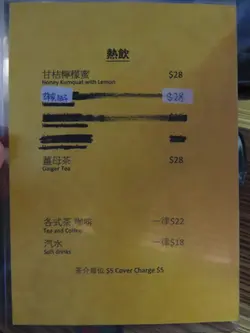 熱飲
甘桔檸檬蜜 $28
Honey Kumquat with Lemon
$28
薑母茶 $28
Ginger Tea
各式茶 咖啡 一律$22
Tea and Coffee
汽水 一律$18
Soft Drinks
茶介每位 $5 Cover Charge $5